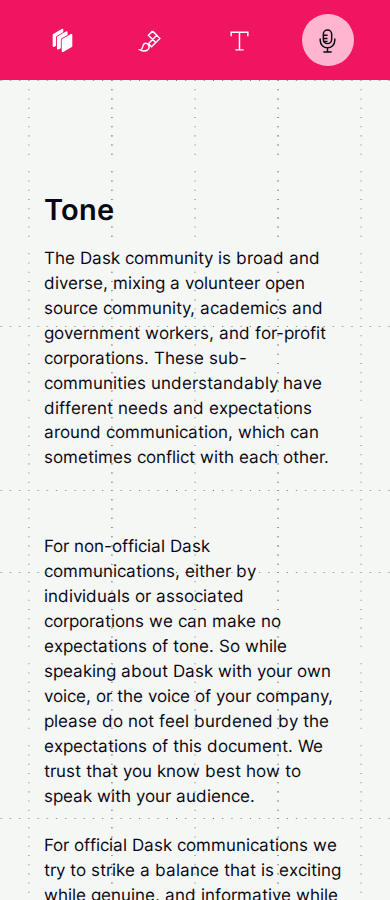 T
Tone
The Dask community is broad and
diverse, mixing a volunteer open
source community, academics and
government workers, and for-profit
corporations. These sub-
communities understandably have
different needs and expectations
around communication, which can
sometimes conflict with each other.
For non-official Dask
communications, either by
individuals or associated
corporations we can make no
expectations of tone. So while
speaking about Dask with your own
voice, or the voice of your company,
please do not feel burdened by the
expectations of this document. We
trust that you know best how to
speak with your audience.
For official Dask communications we
try to strike a balance that is exciting
while genuine, and informative while